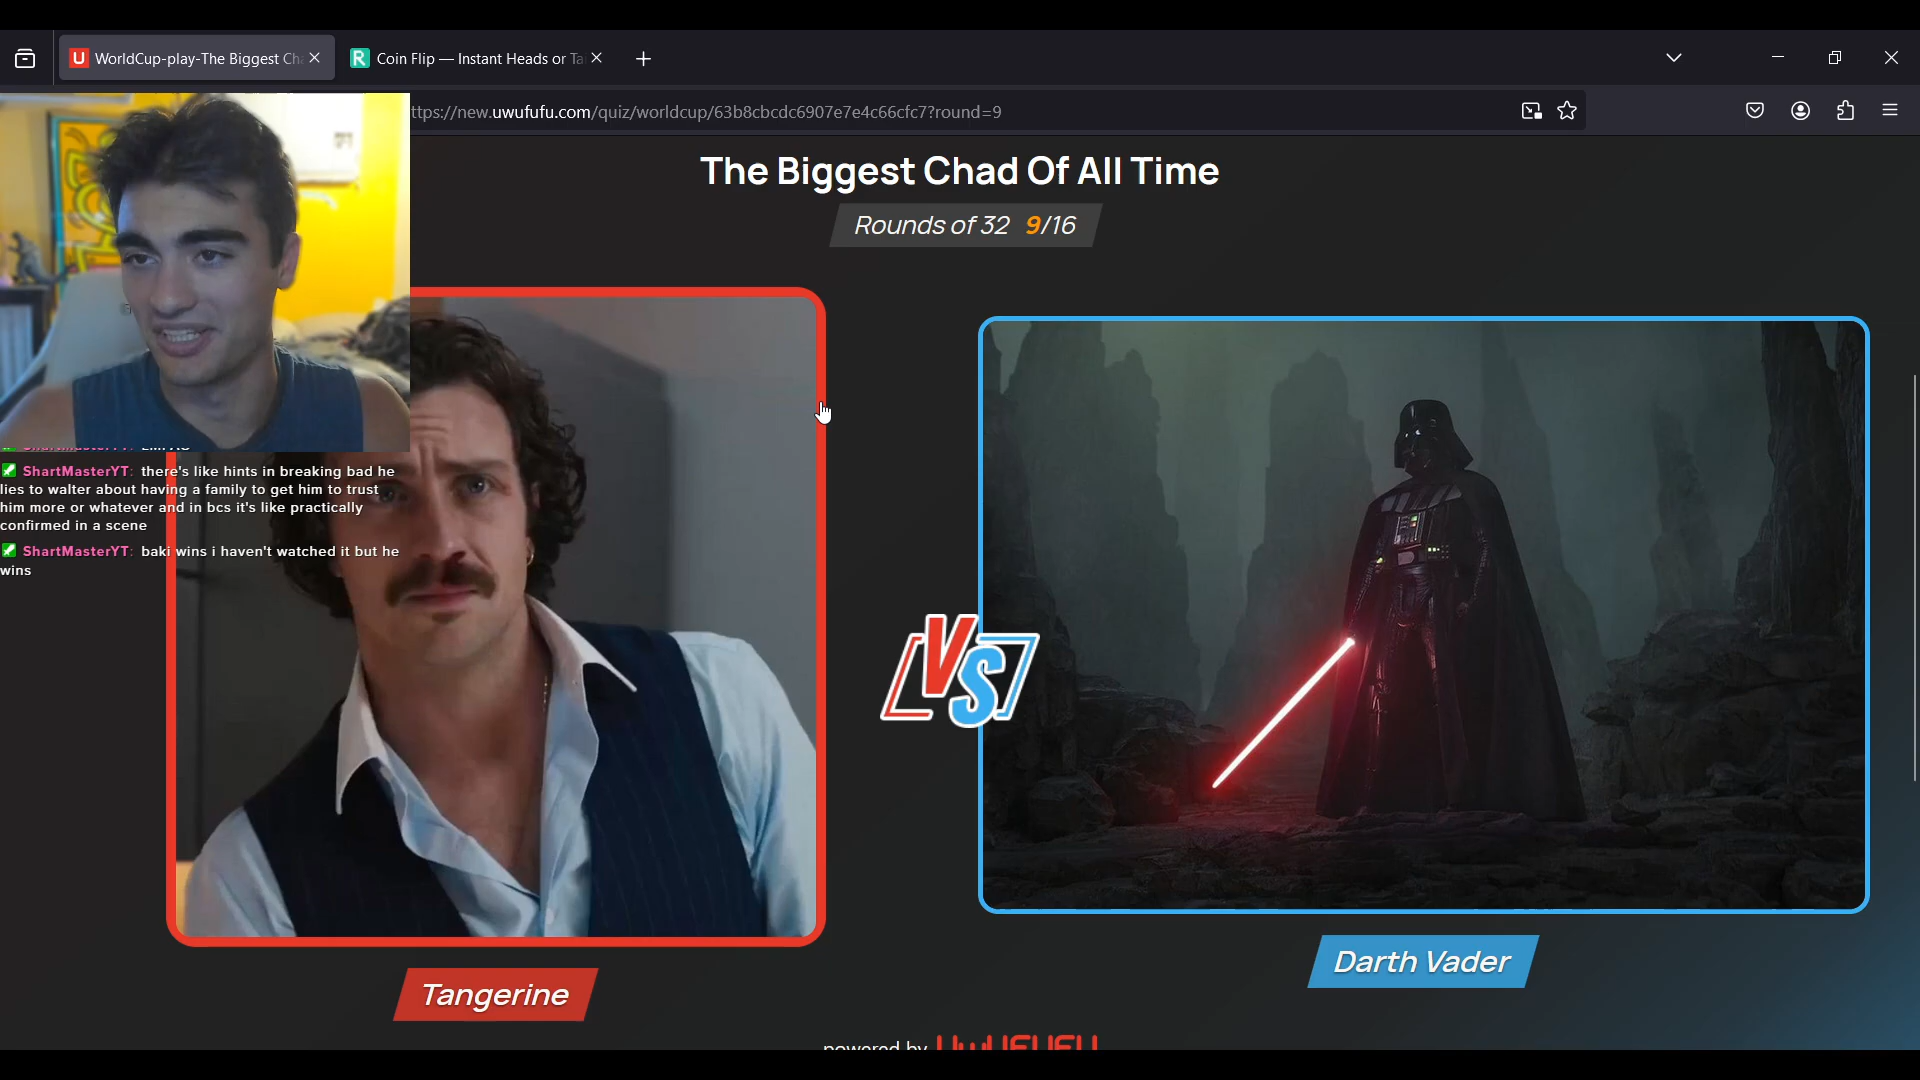 WorldCup-play-The Biggest Ch
Coin Flip — Instant Heads or Ta
ttps://new.uwufufu.com/quiz/worldcup/63b8cbcdc6907e7e4c66cfc7?round=9
The Biggest Chad Of All Time
Rounds of 32 9/16
ShartMasterYT: there's like hints in breaking bad he
lies to walter about having a family to get him to trust
him more or whatever and in bcs it's like practically
confirmed in a scene
ShartMasterYT: baki wins i haven't watched it but he
wins
VS
Tangerine
Darth Vader
powered by UwUFUFU